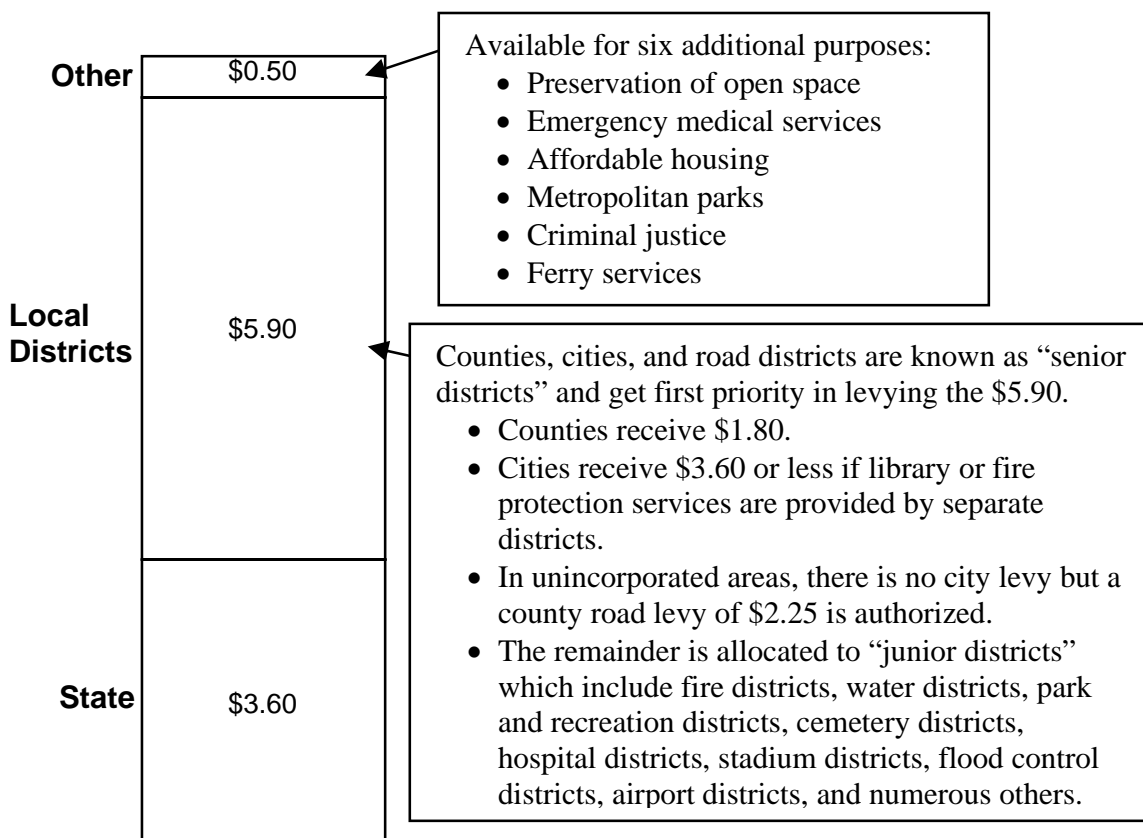 Other
$0.50
Available for six additional purposes:
• Preservation of open space
• Emergency medical services
• Affordable housing
• Metropolitan parks
• Criminal justice
• Ferry services
Local
Districts
$5.90
Counties, cities, and road districts are known as “senior
districts” and get first priority in levying the $5.90.
• Counties receive $1.80.
• Cities receive $3.60 or less if library or fire
protection services are provided by separate
districts.
• In unincorporated areas, there is no city levy but a
county road levy of $2.25 is authorized.
• The remainder is allocated to “junior districts”
which include fire districts, water districts, park
and recreation districts, cemetery districts,
hospital districts, stadium districts, flood control
districts, airport districts, and numerous others.
State
$3.60